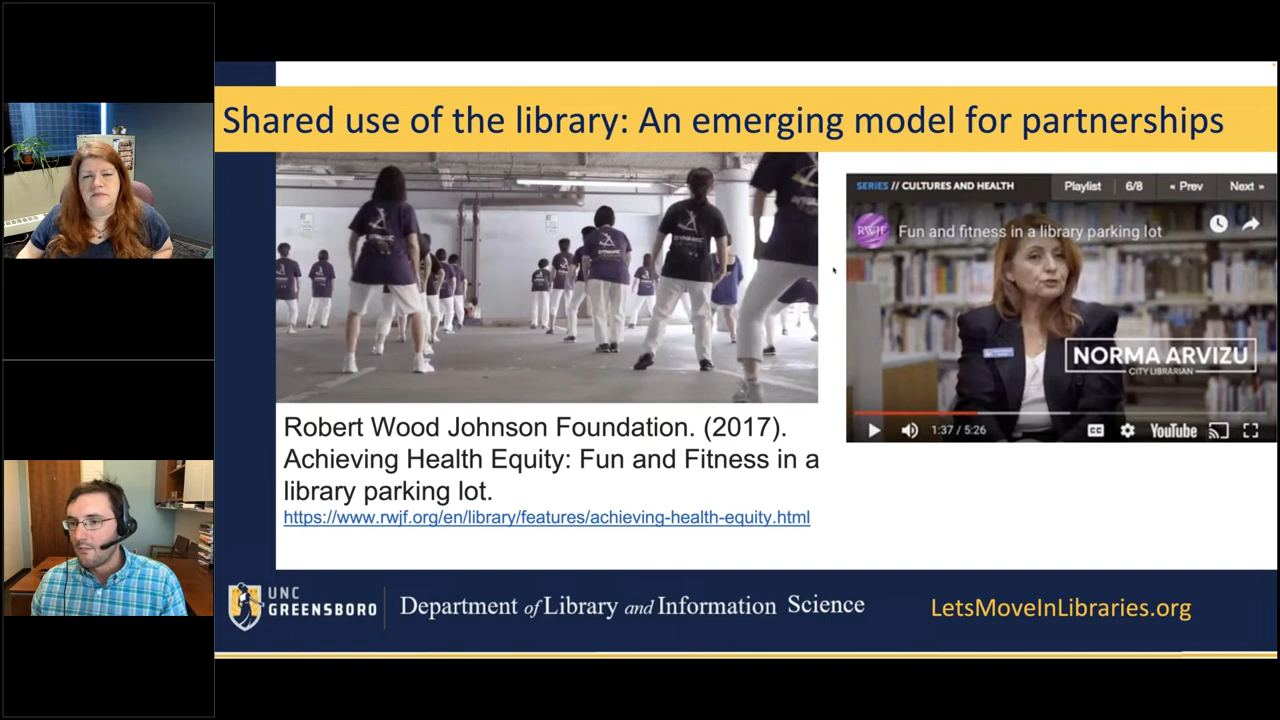 Shared use of the library: An emerging model for partnerships
SERIES // CULTURES AND HEALTH
Playlist
6/8
« Prev
Next »
RWJF
Fun and fitness in a library parking lot
NORMA ARVIZU
CITY LIBRARIAN
1:37 / 5:26
CC
YouTube
DYNAMIC
Robert Wood Johnson Foundation. (2017).
Achieving Health Equity: Fun and Fitness in a
library parking lot.
https://www.rwjf.org/en/library/features/achieving-health-equity.html
UNC
GREENSBORO
Department of Library and Information Science
LetsMoveInLibraries.org